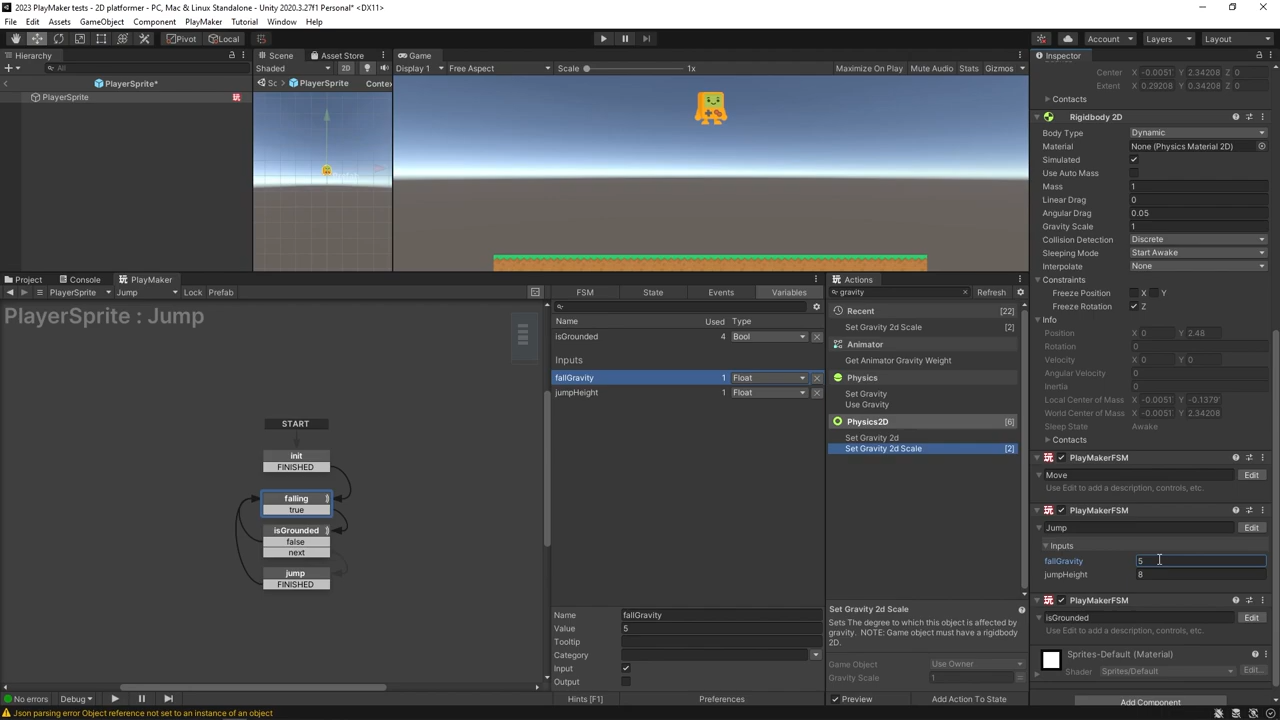 2023 PlayMaker tests - 2D platformer - PC, Mac & Linux Standalone - Unity 2020.3.27f1 Personal* <DX11>
File Edit Assets GameObject Component PlayMaker Tutorial Window Help
Pivot Local Account Layers Layout
Hierarchy
All
PlayerSprite*
PlayerSprite
Scene Asset Store
Shaded 2D
Sc PlayerSprite Conte
Game
Display 1 Free Aspect Scale 1x Maximize On Play Mute Audio Stats Gizmos
Project Console PlayMaker
PlayerSprite Jump Lock Prefab
PlayerSprite : Jump
START
init
FINISHED
falling
true
isGrounded
false
next
jump
FINISHED
No errors Debug
Json parsing error Object reference not set to an instance of an object
FSM State Events Variables
Name Used Type
isGrounded 4 Bool
Inputs
fallGravity 1 Float
jumpHeight 1 Float
Name fallGravity
Value 5
Tooltip
Category
Input
Output
Hints [F1] Preferences
Actions
gravity Refresh
Recent [22]
Set Gravity 2d Scale [2]
Animator
Get Animator Gravity Weight
Physics
Set Gravity
Use Gravity
Physics2D [6]
Set Gravity 2d
Set Gravity 2d Scale [2]
Set Gravity 2d Scale
Sets The degree to which this object is affected by
gravity. NOTE: Game object must have a rigidbody
2D.
Game Object Use Owner
Gravity Scale 1
Preview Add Action To State
Inspector
Center X -0.0051 Y 2.34208 Z 0
Extent X 0.29208 Y 0.34208 Z 0
Contacts
Rigidbody 2D
Body Type Dynamic
Material None (Physics Material 2D)
Simulated
Use Auto Mass
Mass 1
Linear Drag 0
Angular Drag 0.05
Gravity Scale 1
Collision Detection Discrete
Sleeping Mode Start Awake
Interpolate None
Constraints
Freeze Position X Y
Freeze Rotation Z
Info
Position X 0 Y 2.48
Rotation 0
Velocity X 0 Y 0
Angular Velocity 0
Inertia 0
Local Center of Mass X -0.0051 Y -0.1379
World Center of Mass X -0.0051 Y 2.34208
Sleep State Awake
Contacts
PlayMakerFSM
Move Edit
Use Edit to add a description, controls, etc.
PlayMakerFSM
Jump Edit
Inputs
fallGravity 5
jumpHeight 8
PlayMakerFSM
isGrounded Edit
Use Edit to add a description, controls, etc.
Sprites-Default (Material)
Shader Sprites/Default Edit...
Add Component